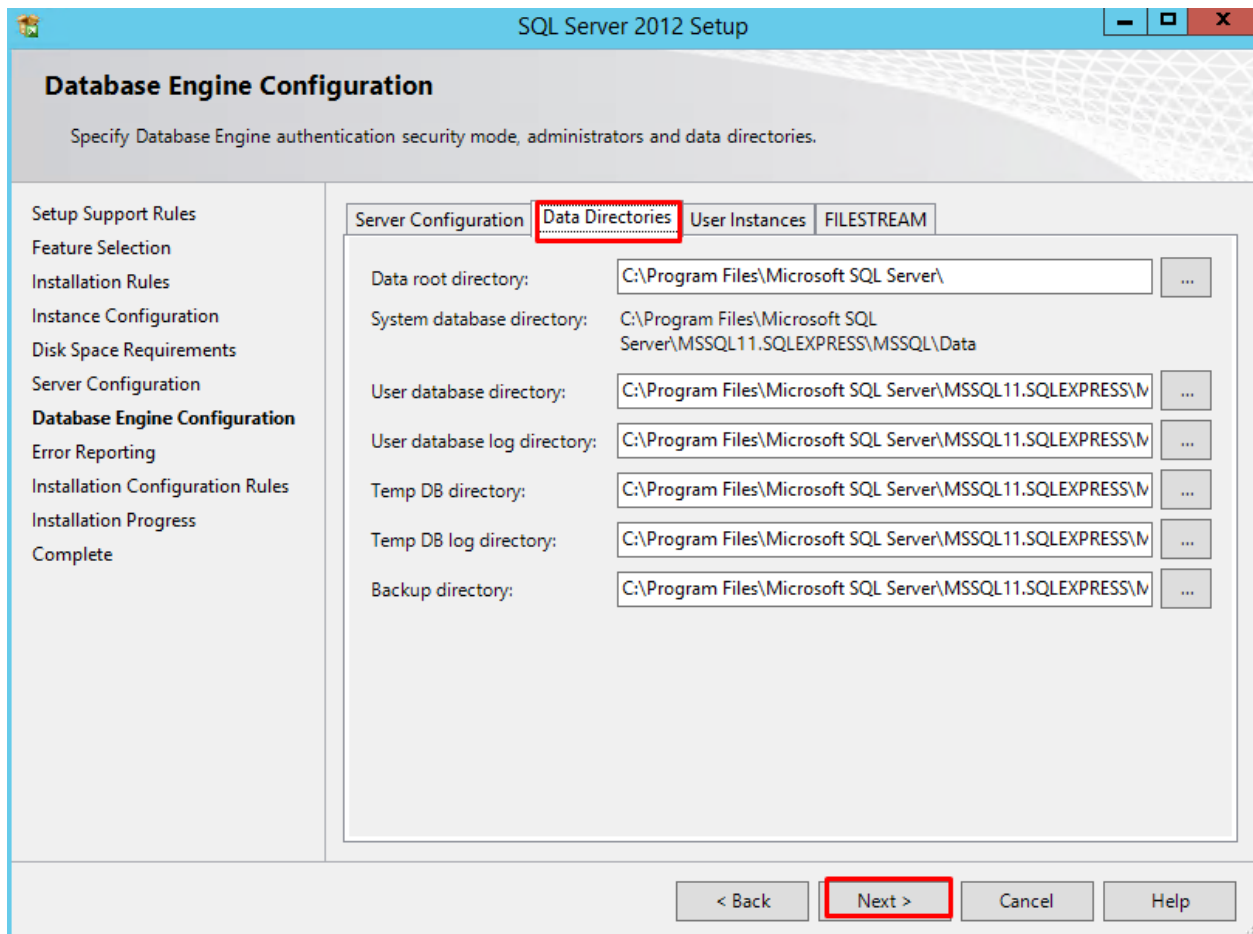 SQL Server 2012 Setup
Database Engine Configuration
Specify Database Engine authentication security mode, administrators and data directories.
Setup Support Rules
Feature Selection
Installation Rules
Instance Configuration
Disk Space Requirements
Server Configuration
Database Engine Configuration
Error Reporting
Installation Configuration Rules
Installation Progress
Complete
Server Configuration Data Directories User Instances FILESTREAM
Data root directory: C:\Program Files\Microsoft SQL Server\ ...
System database directory: C:\Program Files\Microsoft SQL
Server\MSSQL11.SQLEXPRESS\MSSQL\Data
User database directory: C:\Program Files\Microsoft SQL Server\MSSQL11.SQLEXPRESS\M ...
User database log directory: C:\Program Files\Microsoft SQL Server\MSSQL11.SQLEXPRESS\M ...
Temp DB directory: C:\Program Files\Microsoft SQL Server\MSSQL11.SQLEXPRESS\M ...
Temp DB log directory: C:\Program Files\Microsoft SQL Server\MSSQL11.SQLEXPRESS\M ...
Backup directory: C:\Program Files\Microsoft SQL Server\MSSQL11.SQLEXPRESS\M ...
< Back Next > Cancel Help